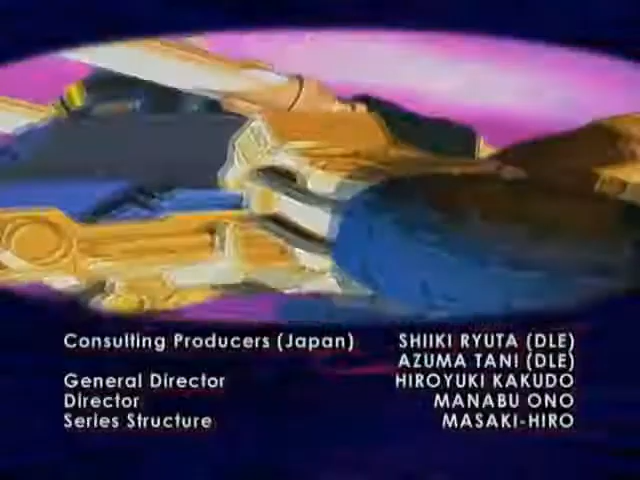 Consulting Producers (Japan) SHIIKI RYUTA (DLE)
AZUMA TANI (DLE)
General Director HIROYUKI KAKUDO
Director MANABU ONO
Series Structure MASAKI-HIRO